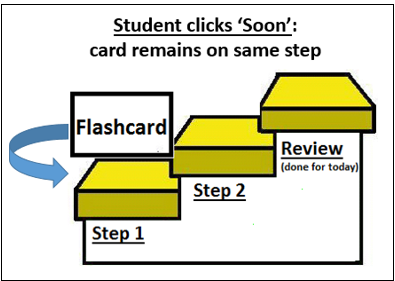 Student clicks ‘Soon’:
card remains on same step
Flashcard
Step 1
Step 2
Review
(done for today)